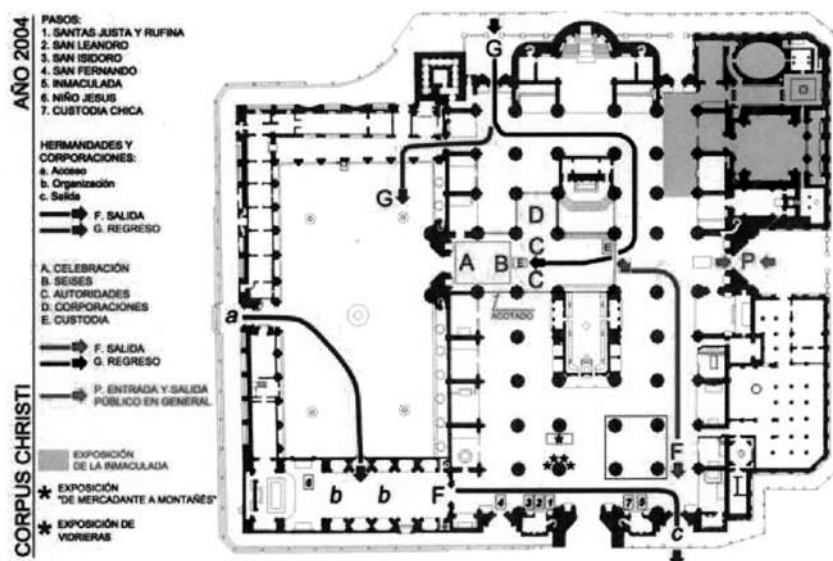 AÑO 2004
CORPUS CHRISTI
PASOS:
1. SANTAS JUSTA Y RUFINA
2. SAN LEANDRO
3. SAN ISIDORO
4. SAN FERNANDO
5. INMACULADA
6. NIÑO JESUS
7. CUSTODIA CHICA
HERMANDADES Y
CORPORACIONES:
a. Acceso
b. Organización
c. Salida
F. SALIDA
G. REGRESO
A. CELEBRACIÓN
B. SEISES
C. AUTORIDADES
D. CORPORACIONES
E. CUSTODIA
F. SALIDA
G. REGRESO
P. ENTRADA Y SALIDA
PÚBLICO EN GENERAL
EXPOSICIÓN
DE LA INMACULADA
* EXPOSICIÓN
"DE MERCADANTE A MONTAÑÉS"
* EXPOSICIÓN DE
VIDRIERAS
G
G
D
C
E
A
B
E
C
P
ACOTADO
a
F
b
b
F
6
4
3
2
1
7
5
c